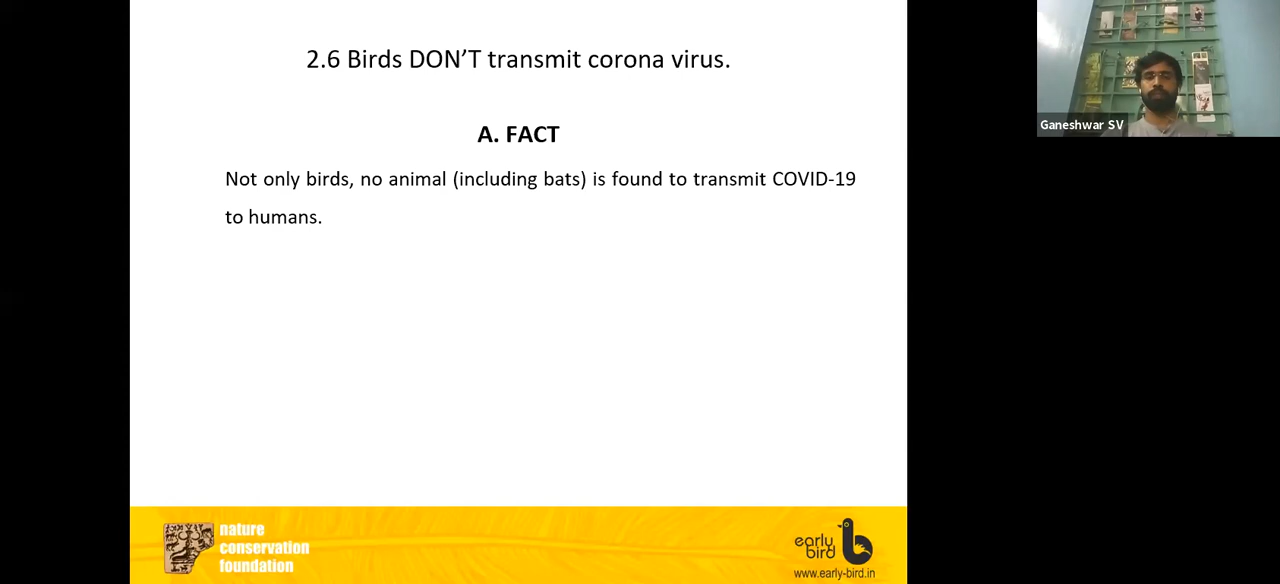 2.6 Birds DON'T transmit corona virus.
A. FACT
Not only birds, no animal (including bats) is found to transmit COVID-19
to humans.
Ganeshwar SV
nature
conservation
foundation
early
bird
www.early-bird.in